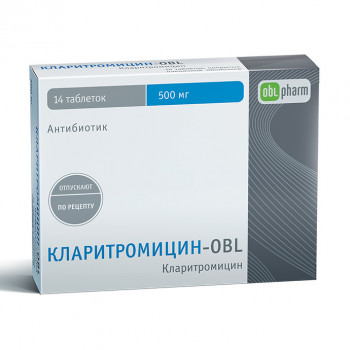 14 таблеток
500 мг
obl pharm
Антибиотик
ОТПУСКАЮТ
ПО РЕЦЕПТУ
КЛАРИТРОМИЦИН-OBL
Кларитромицин